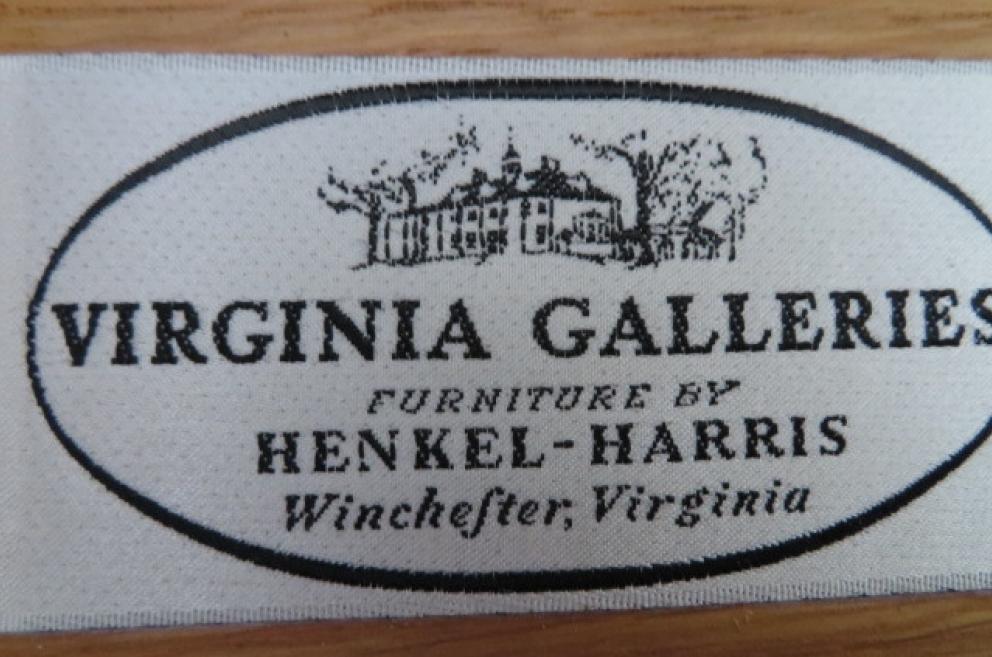 VIRGINIA GALLERIES
FURNITURE BY
HENKEL-HARRIS
Wincheſter, Virginia